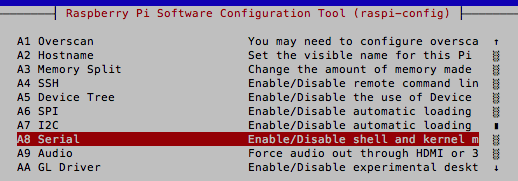 Raspberry Pi Software Configuration Tool (raspi-config)
A1 Overscan You may need to configure oversca
A2 Hostname Set the visible name for this Pi
A3 Memory Split Change the amount of memory made
A4 SSH Enable/Disable remote command lin
A5 Device Tree Enable/Disable the use of Device
A6 SPI Enable/Disable automatic loading
A7 I2C Enable/Disable automatic loading
A8 Serial Enable/Disable shell and kernel m
A9 Audio Force audio out through HDMI or 3
AA GL Driver Enable/Disable experimental deskt